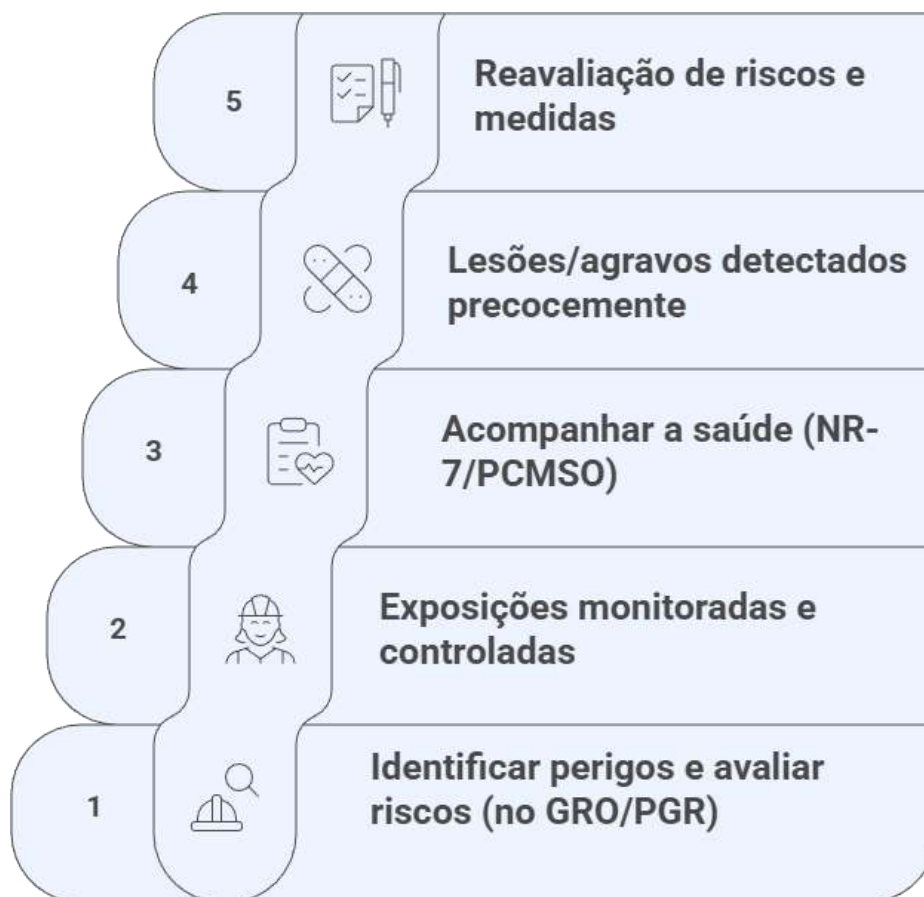 5
Reavaliação de riscos e
medidas
4
Lesões/agravos detectados
precocemente
3
Acompanhar a saúde (NR-
7/PCMSO)
2
Exposições monitoradas e
controladas
1
Identificar perigos e avaliar
riscos (no GRO/PGR)